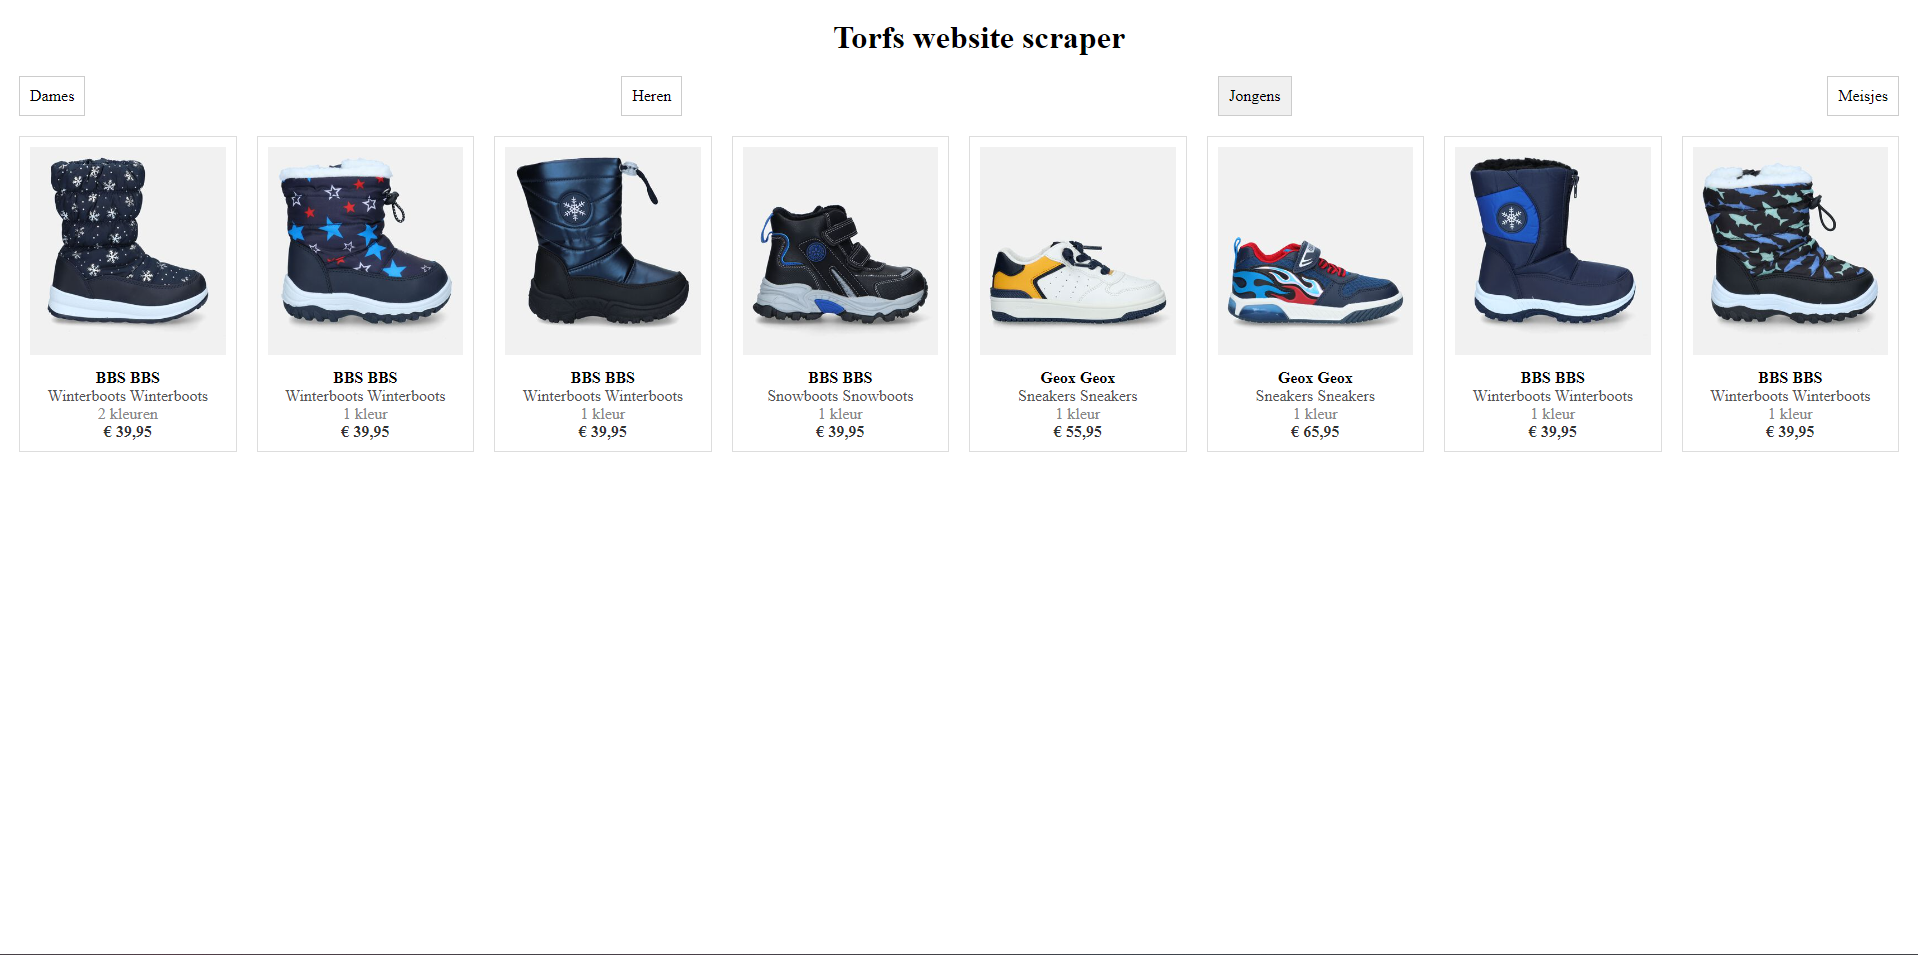 Torfs website scraper
Dames
Heren
Jongens
Meisjes
BBS BBS
Winterboots Winterboots
2 kleuren
€ 39,95
BBS BBS
Winterboots Winterboots
1 kleur
€ 39,95
BBS BBS
Winterboots Winterboots
1 kleur
€ 39,95
BBS BBS
Snowboots Snowboots
1 kleur
€ 39,95
Geox Geox
Sneakers Sneakers
1 kleur
€ 55,95
Geox Geox
Sneakers Sneakers
1 kleur
€ 65,95
BBS BBS
Winterboots Winterboots
1 kleur
€ 39,95
BBS BBS
Winterboots Winterboots
1 kleur
€ 39,95